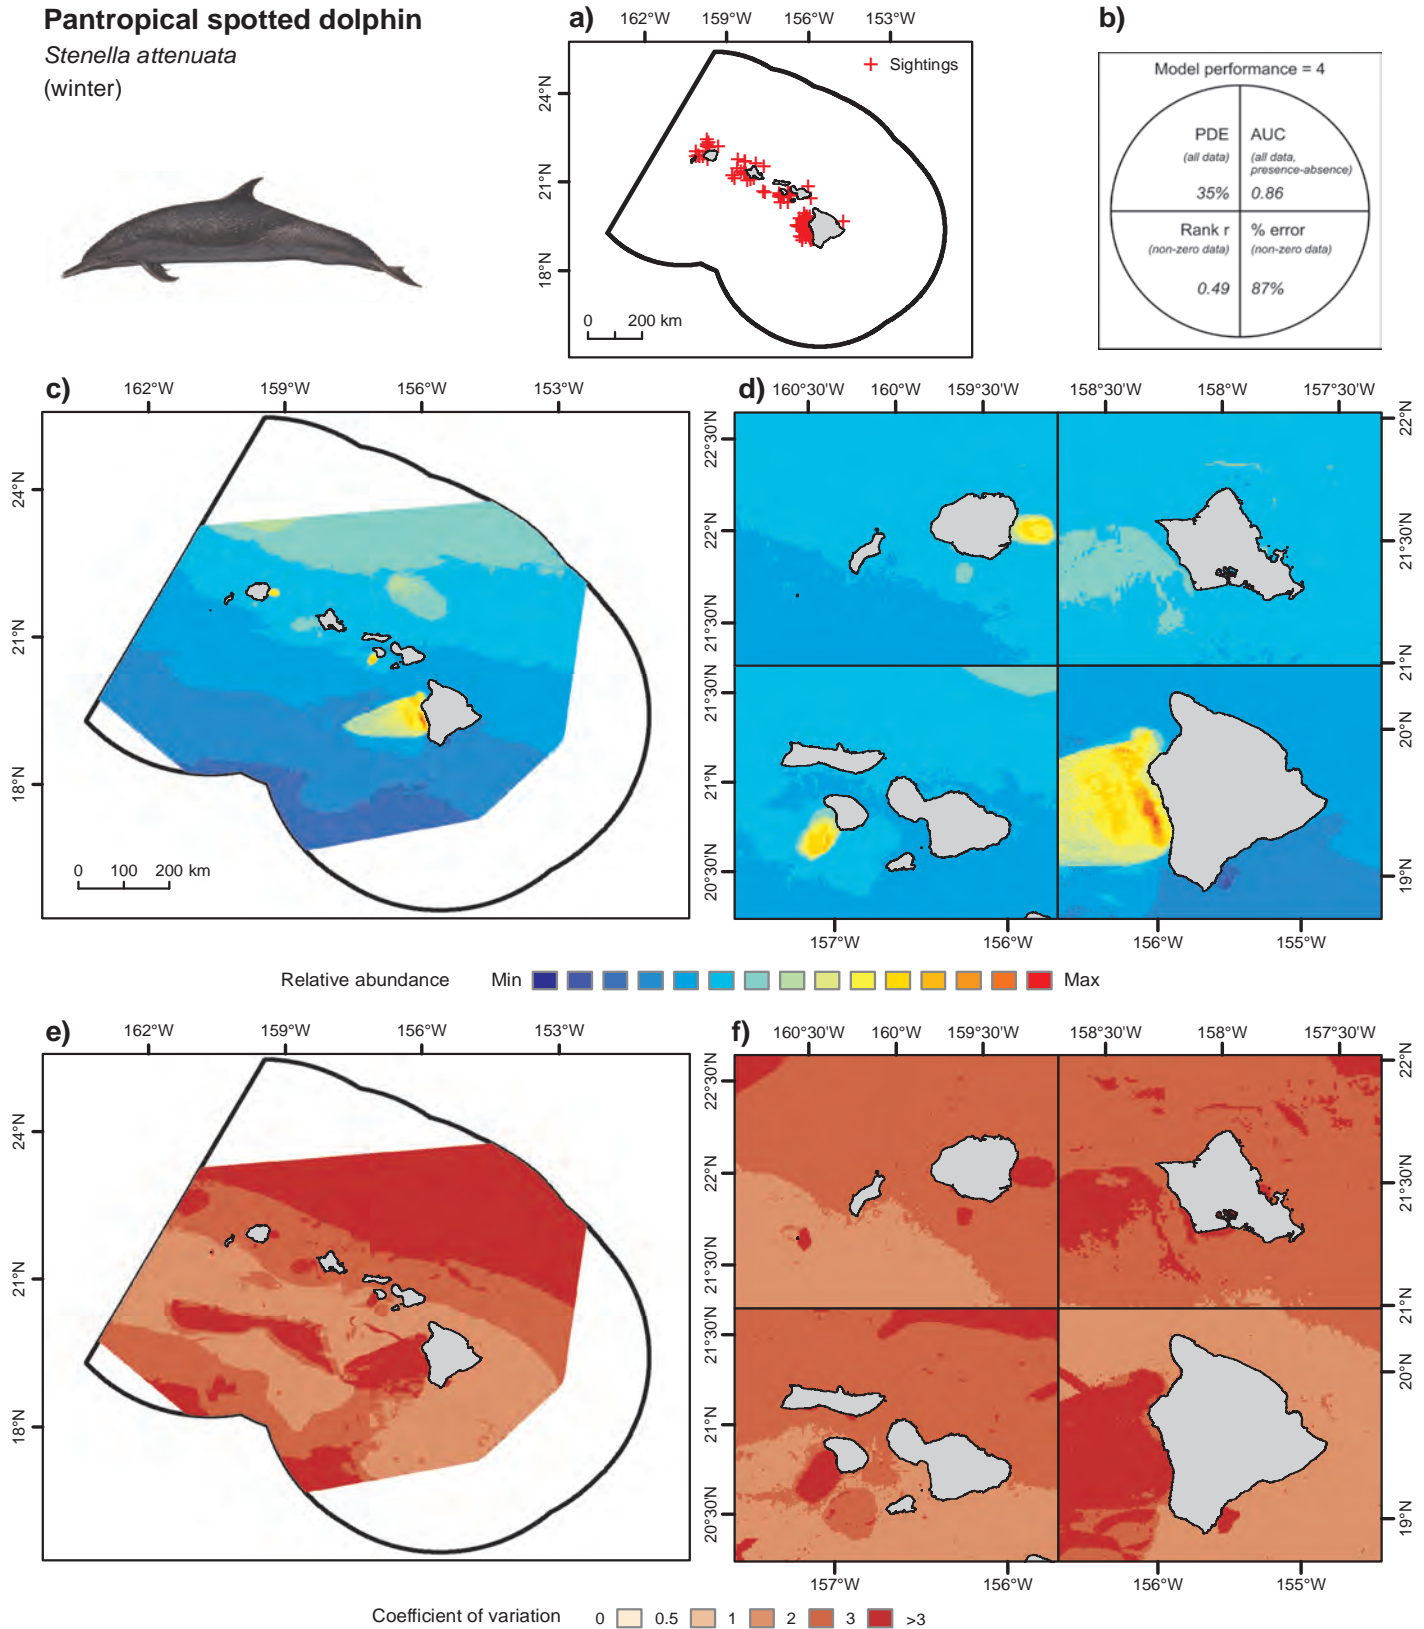 Pantropical spotted dolphin
Stenella attenuata
(winter)
a)
162°W 159°W 156°W 153°W
Sightings
24°N
21°N
18°N
0 200 km
b)
Model performance = 4
PDE
(all data)
35%
AUC
(all data,
presence-absence)
0.86
Rank r
(non-zero data)
0.49
% error
(non-zero data)
87%
c)
162°W 159°W 156°W 153°W
24°N
21°N
18°N
0 100 200 km
d)
160°30'W 160°W 159°30'W 158°30'W 158°W 157°30'W
22°30'N
22°N
21°30'N
22°N
21°30'N
21°N
21°30'N
21°N
20°30'N
20°N
19°N
157°W 156°W 156°W 155°W
Relative abundance Min Max
e)
162°W 159°W 156°W 153°W
24°N
21°N
18°N
f)
160°30'W 160°W 159°30'W 158°30'W 158°W 157°30'W
22°30'N
22°N
21°30'N
22°N
21°30'N
21°N
21°30'N
21°N
20°30'N
20°N
19°N
157°W 156°W 156°W 155°W
Coefficient of variation 0 0.5 1 2 3 >3